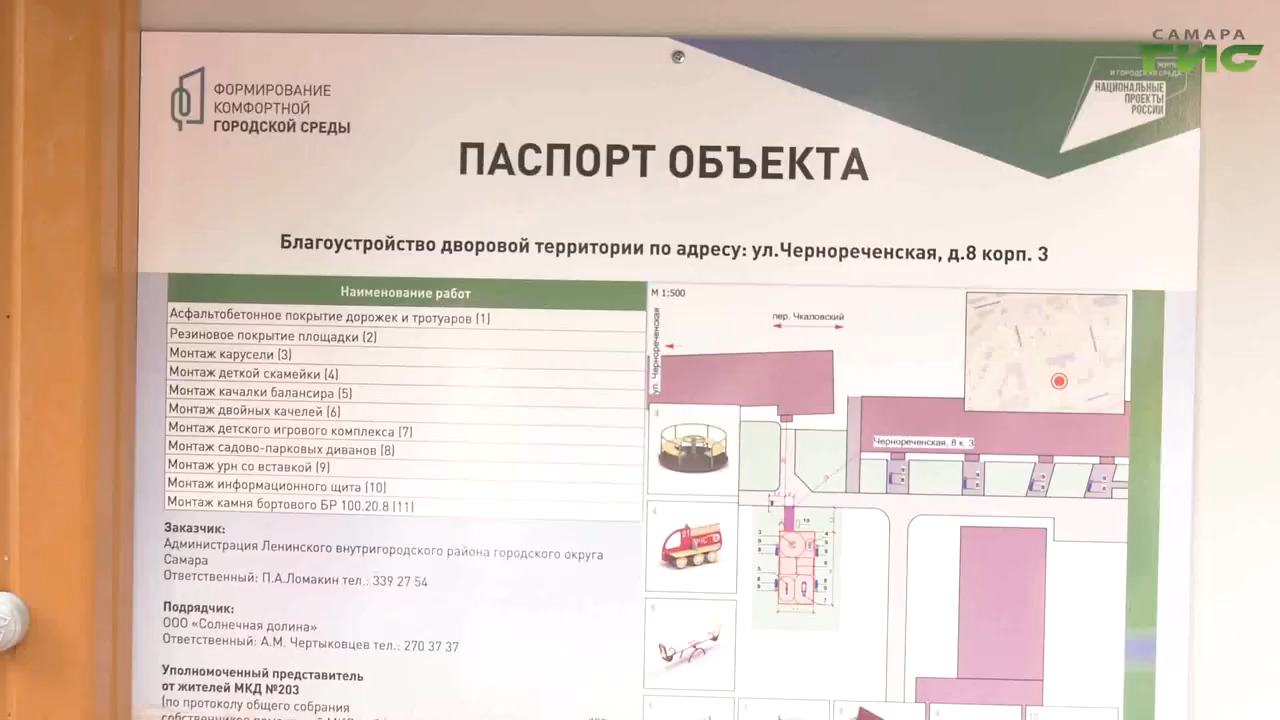 САМАРА
ГИС
ФОРМИРОВАНИЕ
КОМФОРТНОЙ
ГОРОДСКОЙ СРЕДЫ
И ГОРОДСКАЯ СРЕДА
НАЦИОНАЛЬНЫЕ
ПРОЕКТЫ
РОССИИ
ПАСПОРТ ОБЪЕКТА
Благоустройство дворовой территории по адресу: ул.Чернореченская, д.8 корп. 3
Наименование работ
Асфальтобетонное покрытие дорожек и тротуаров (1)
Резиновое покрытие площадки (2)
Монтаж карусели (3)
Монтаж деткой скамейки (4)
Монтаж качалки балансира (5)
Монтаж двойных качелей (6)
Монтаж детского игрового комплекса (7)
Монтаж садово-парковых диванов (8)
Монтаж урн со вставкой (9)
Монтаж информационного щита (10)
Монтаж камня бортового БР 100.20.8 (11)
Заказчик:
Администрация Ленинского внутригородского района городского округа
Самара
Ответственный: П.А.Ломакин тел.: 339 27 54
Подрядчик:
ООО «Солнечная долина»
Ответственный: А.М. Чертыковцев тел.: 270 37 37
Уполномоченный представитель
от жителей МКД №203
(по протоколу общего собрания
М 1:500
пер. Чкаловский
ул. Чернореченская
Чернореченская, 8 к. 3
3
4
5